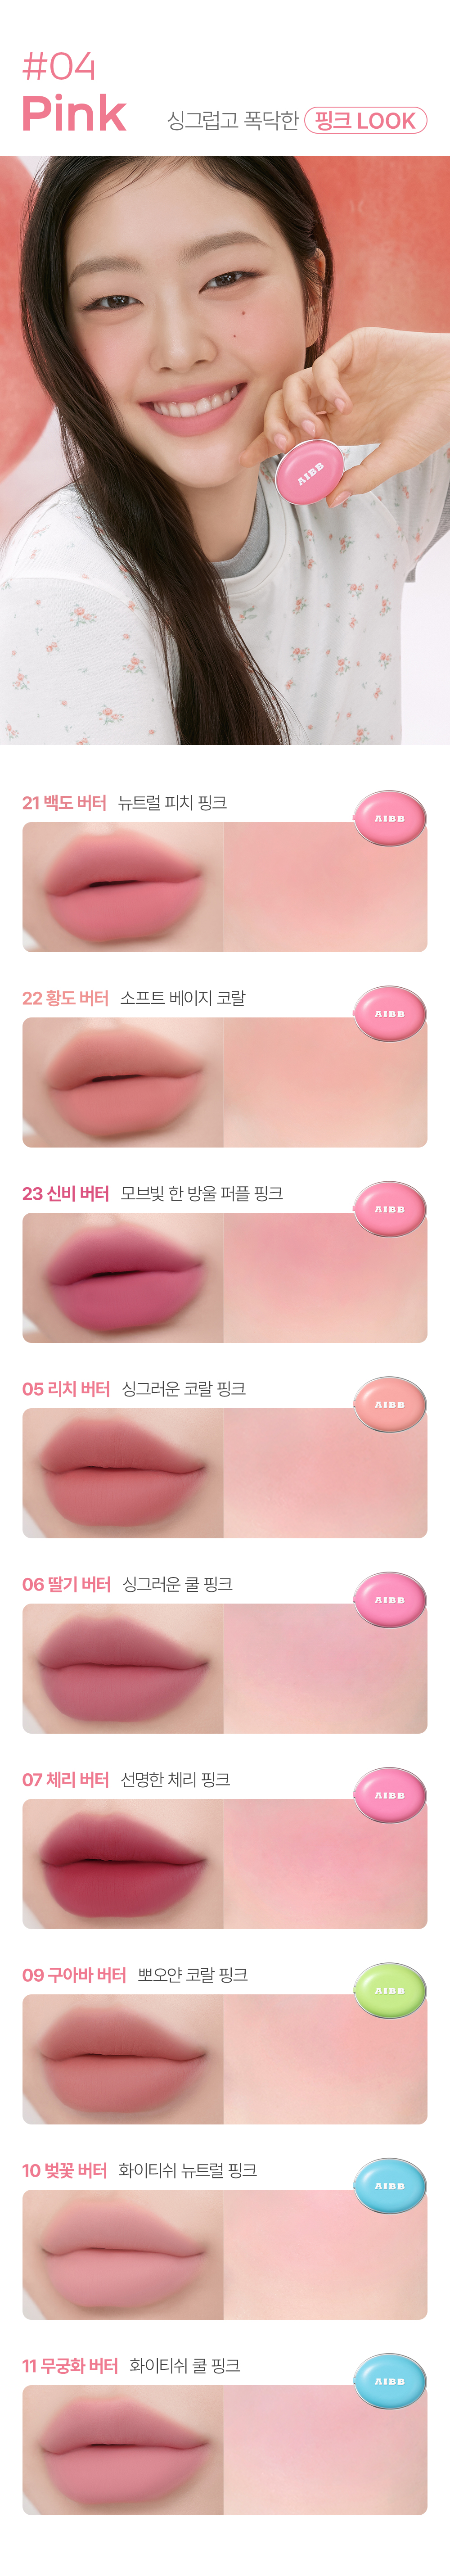 #04
Pink
싱그럽고 폭닥한 핑크 LOOK
AIBB
21 백도 버터 뉴트럴 피치 핑크
AIBB
22 황도 버터 소프트 베이지 코랄
AIBB
23 신비 버터 모브빛 한 방울 퍼플 핑크
AIBB
05 리치 버터 싱그러운 코랄 핑크
AIBB
06 딸기 버터 싱그러운 쿨 핑크
AIBB
07 체리 버터 선명한 체리 핑크
AIBB
09 구아바 버터 뽀오얀 코랄 핑크
AIBB
10 벚꽃 버터 화이티쉬 뉴트럴 핑크
AIBB
11 무궁화 버터 화이티쉬 쿨 핑크
AIBB